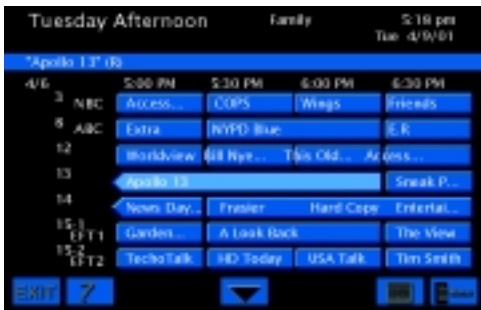 Tuesday Afternoon Family 5:18 pm
Tue 4/9/01
"Apollo 13" (R)
4/6 5:00 PM 5:30 PM 6:00 PM 6:30 PM
3 NBC Access... COPS Wings Friends
8 ABC Extra NYPD Blue E.R
12 Worldview Bill Nye... This Old... Access...
13 Apollo 13 Sneak P...
14 News Day... Frasier Hard Copy Entertai...
15-1 EFT1 Garden... A Look Back The View
15-2 EFT2 TechoTalk HD Today USA Talk Tim Smith
EXIT ?